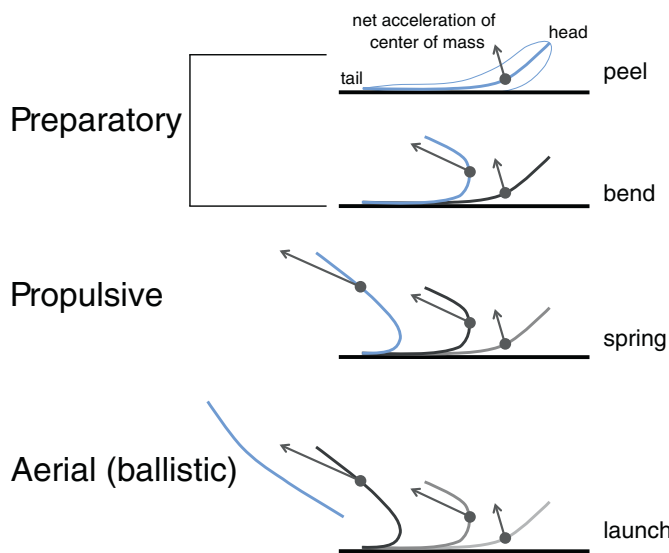 net acceleration of
center of mass
head
tail
peel
Preparatory
bend
Propulsive
spring
Aerial (ballistic)
launch